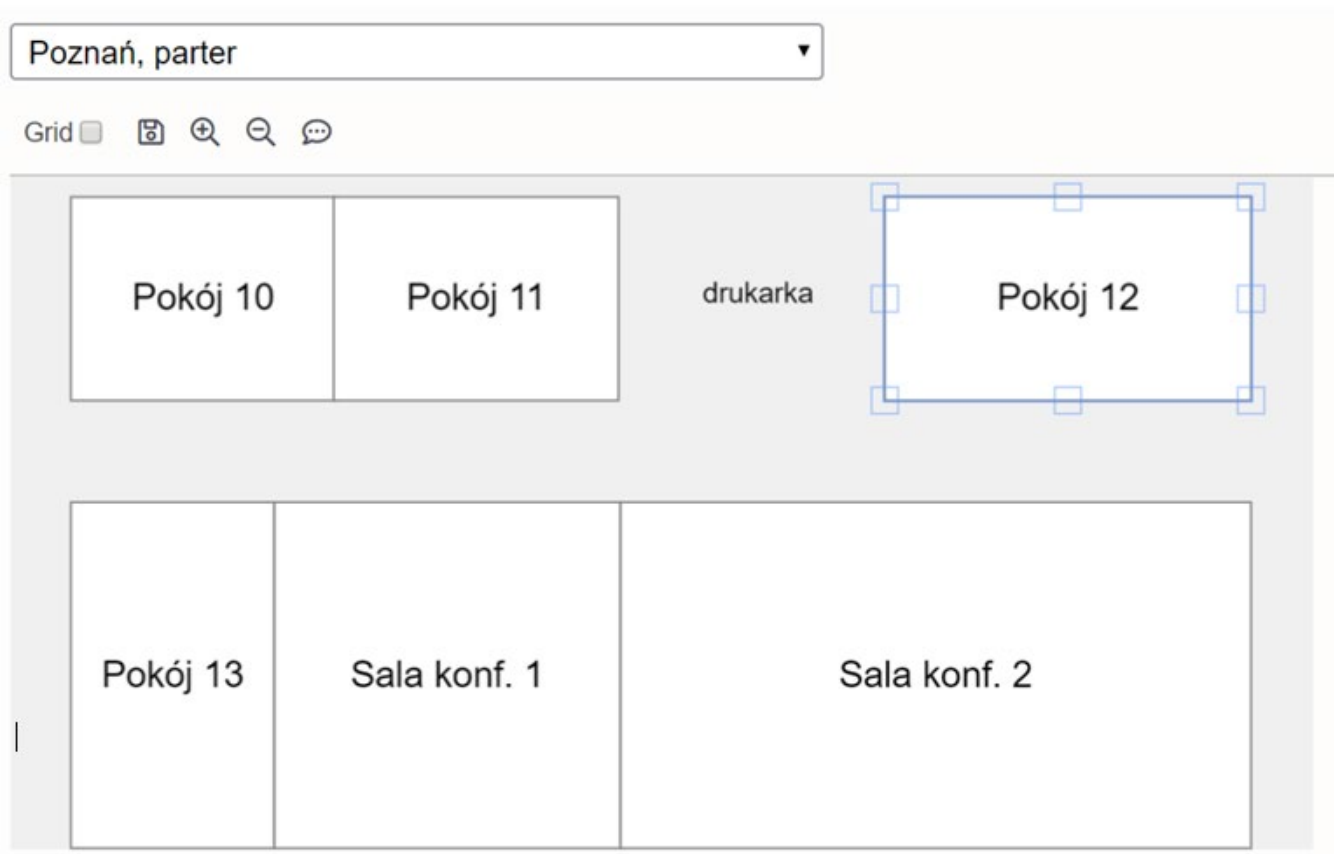 Poznań, parter
Grid
Pokój 10
Pokój 11
drukarka
Pokój 12
Pokój 13
Sala konf. 1
Sala konf. 2